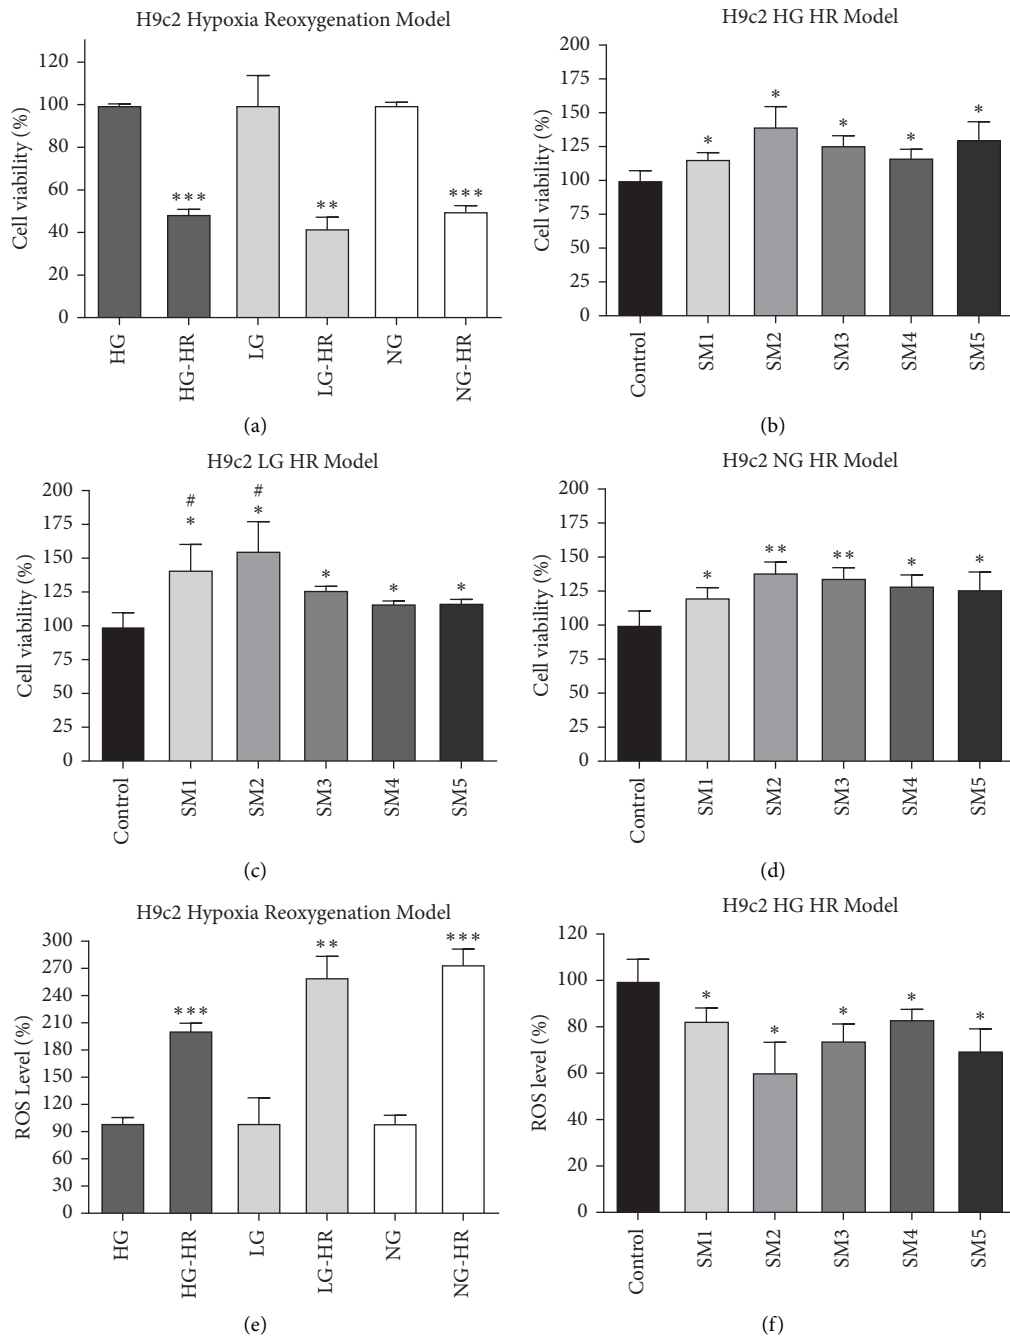 H9c2 Hypoxia Reoxygenation Model
Cell viability (%)
120
100
80
60
40
20
0
***
**
***
HG
HG-HR
LG
LG-HR
NG
NG-HR
(a)
H9c2 HG HR Model
Cell viability (%)
200
175
150
125
100
75
50
25
0
*
*
*
*
*
Control
SM1
SM2
SM3
SM4
SM5
(b)
H9c2 LG HR Model
Cell viability (%)
200
175
150
125
100
75
50
25
0
#
*
#
*
*
*
*
Control
SM1
SM2
SM3
SM4
SM5
(c)
H9c2 NG HR Model
Cell viability (%)
200
175
150
125
100
75
50
25
0
*
**
**
*
*
Control
SM1
SM2
SM3
SM4
SM5
(d)
H9c2 Hypoxia Reoxygenation Model
ROS Level (%)
300
270
240
210
180
150
120
90
60
30
0
***
**
***
HG
HG-HR
LG
LG-HR
NG
NG-HR
(e)
H9c2 HG HR Model
ROS level (%)
120
100
80
60
40
20
0
*
*
*
*
*
Control
SM1
SM2
SM3
SM4
SM5
(f)